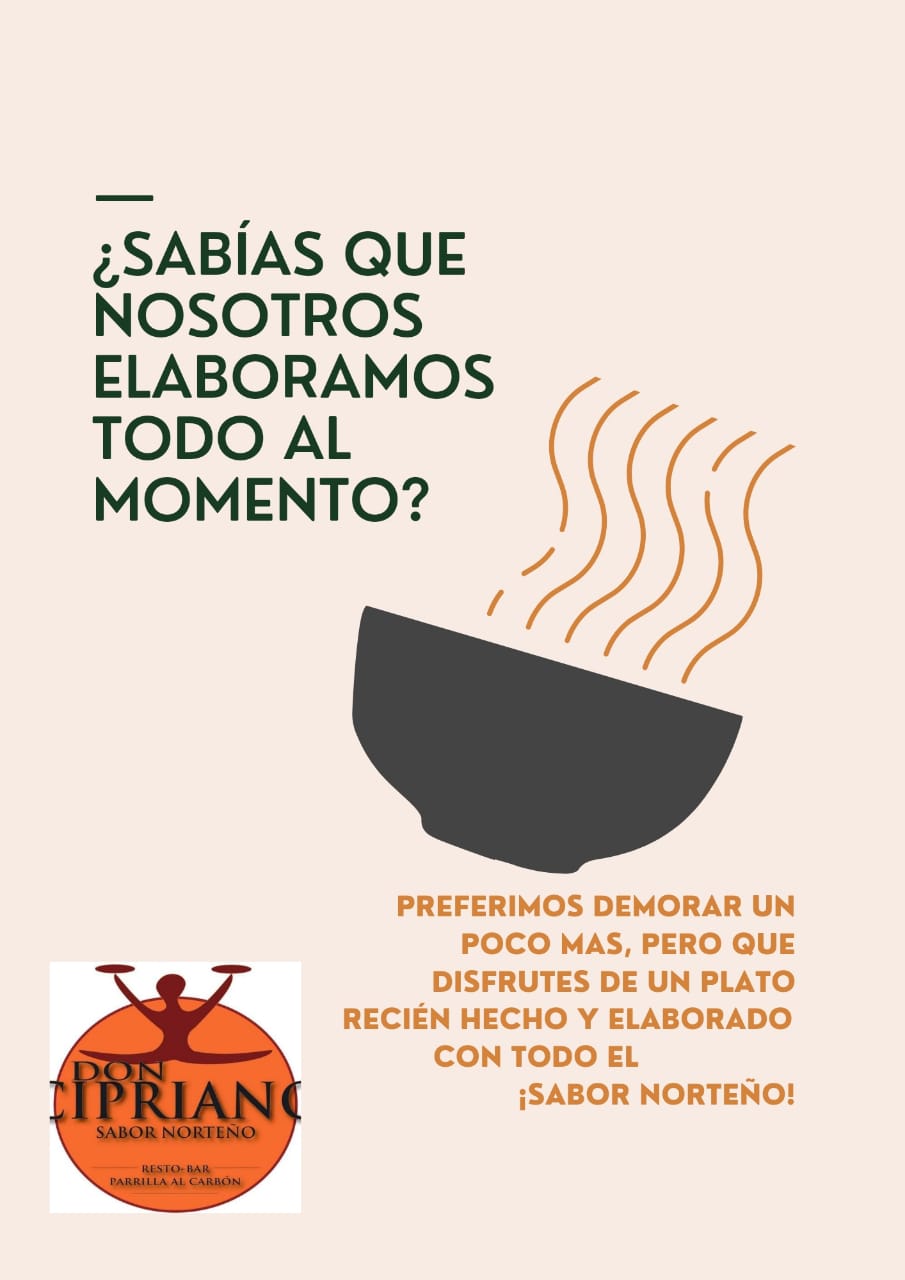 ¿SABÍAS QUE
NOSOTROS
ELABORAMOS
TODO AL
MOMENTO?
PREFERIMOS DEMORAR UN
POCO MAS, PERO QUE
DISFRUTES DE UN PLATO
RECIÉN HECHO Y ELABORADO
CON TODO EL
¡SABOR NORTEÑO!
DON
CIPRIANO
SABOR NORTEÑO
RESTO-BAR
PARRILLA AL CARBÓN